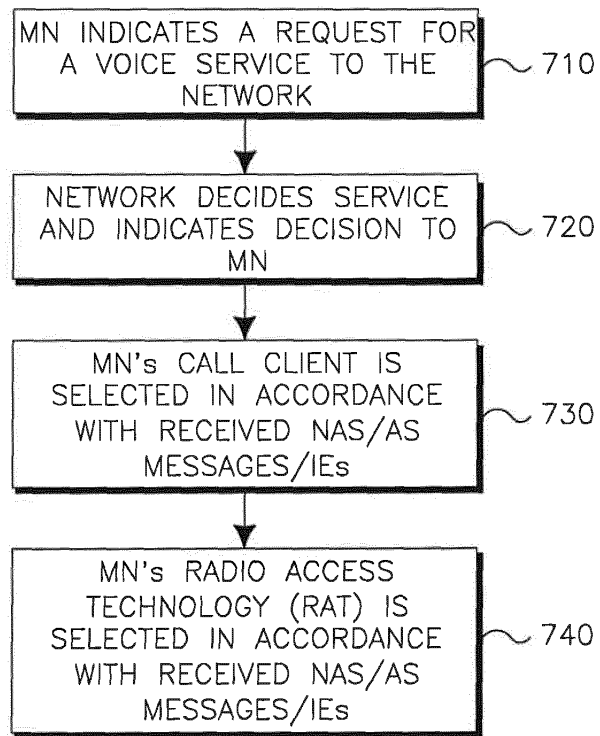 MN INDICATES A REQUEST FOR
A VOICE SERVICE TO THE
NETWORK
710
NETWORK DECIDES SERVICE
AND INDICATES DECISION TO
MN
720
MN's CALL CLIENT IS
SELECTED IN ACCORDANCE
WITH RECEIVED NAS/AS
MESSAGES/IEs
730
MN's RADIO ACCESS
TECHNOLOGY (RAT) IS
SELECTED IN ACCORDANCE
WITH RECEIVED NAS/AS
MESSAGES/IEs
740